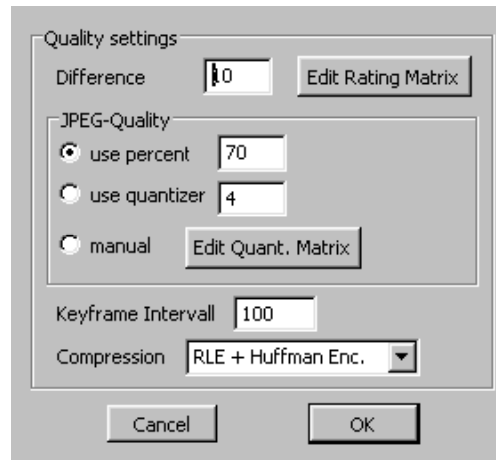 Quality settings
Difference 10 Edit Rating Matrix
JPEG-Quality
use percent 70
use quantizer 4
manual Edit Quant. Matrix
Keyframe Intervall 100
Compression RLE + Huffman Enc.
Cancel OK